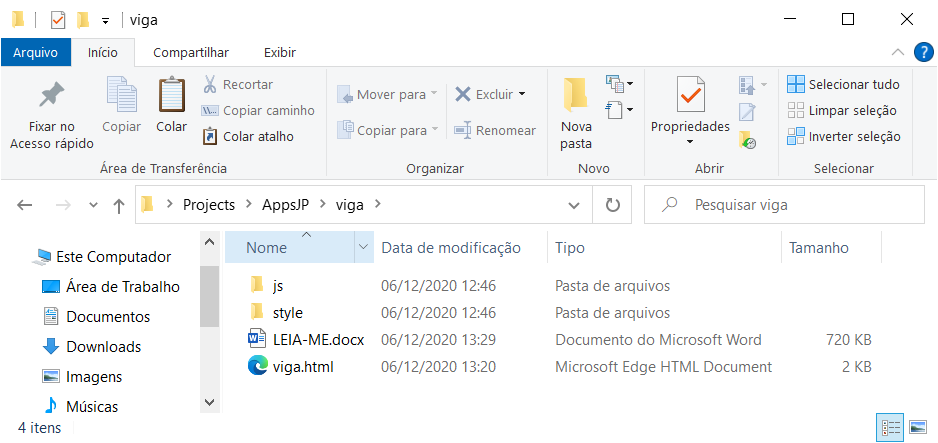 viga
Arquivo Início Compartilhar Exibir
Fixar no Acesso rápido
Copiar
Colar
Recortar
Copiar caminho
Colar atalho
Área de Transferência
Mover para
Copiar para
Excluir
Renomear
Organizar
Nova pasta
Novo
Propriedades
Abrir
Selecionar tudo
Limpar seleção
Inverter seleção
Selecionar
Projects AppsJP viga
Pesquisar viga
Este Computador
Área de Trabalho
Documentos
Downloads
Imagens
Músicas
Nome Data de modificação Tipo Tamanho
js 06/12/2020 12:46 Pasta de arquivos
style 06/12/2020 12:46 Pasta de arquivos
LEIA-ME.docx 06/12/2020 13:29 Documento do Microsoft Word 720 KB
viga.html 06/12/2020 13:20 Microsoft Edge HTML Document 2 KB
4 itens